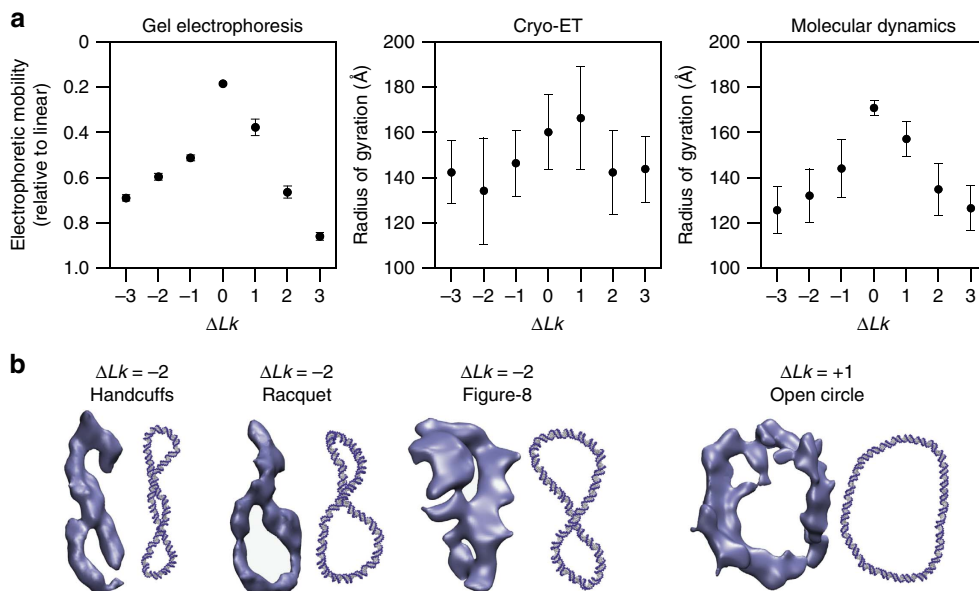 a
Gel electrophoresis
Electrophoretic mobility
(relative to linear)
0
0.2
0.4
0.6
0.8
1.0
–3 –2 –1 0 1 2 3
ΔLk
Cryo-ET
Radius of gyration (Å)
200
180
160
140
120
100
–3 –2 –1 0 1 2 3
ΔLk
Molecular dynamics
Radius of gyration (Å)
200
180
160
140
120
100
–3 –2 –1 0 1 2 3
ΔLk
b
ΔLk = –2
Handcuffs
ΔLk = –2
Racquet
ΔLk = –2
Figure-8
ΔLk = +1
Open circle